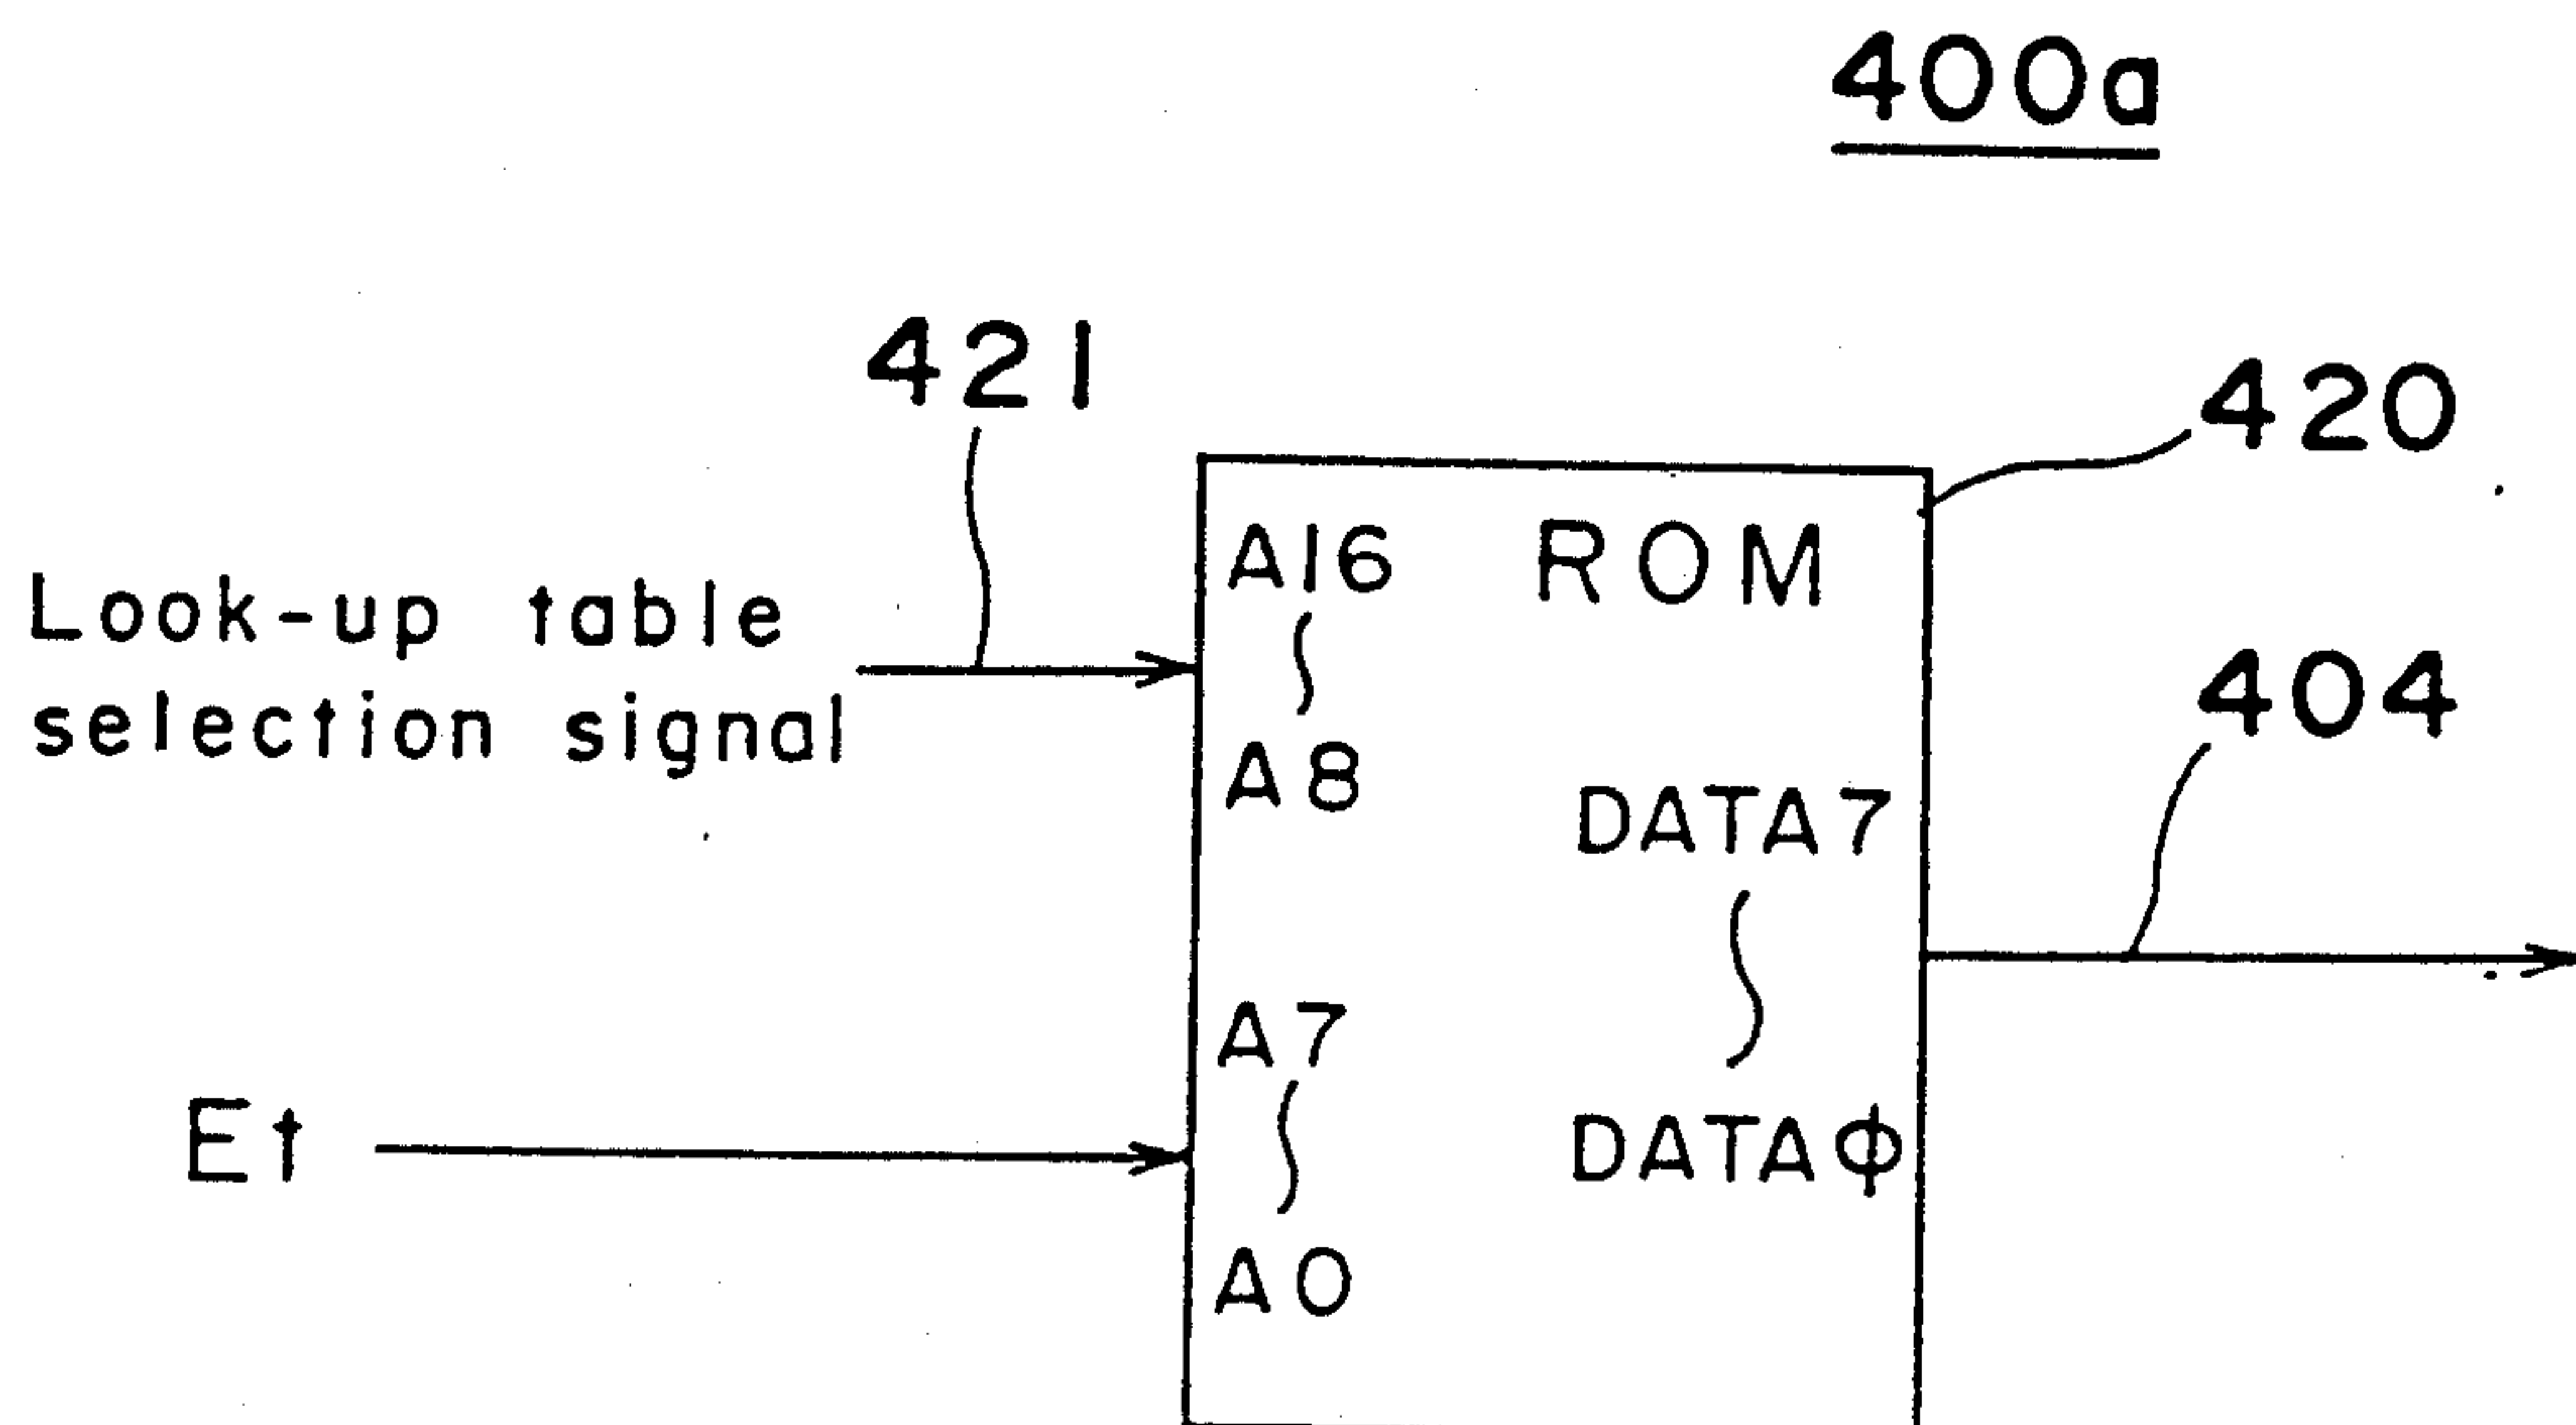 400a
421
420
A16 ROM
Look-up table
selection signal
404
A8
DATA7
A7
Et
DATAϕ
A0